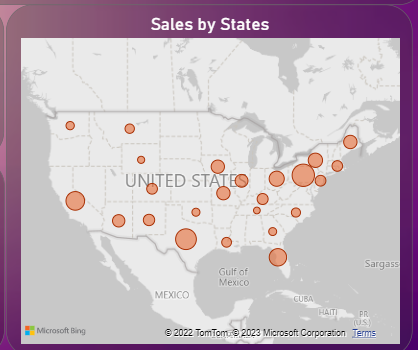 Sales by States
UNITED STATES
Gulf of
Mexico
MEXICO
CUBA
HAITI
PR
(U.S.)
Sargass
Microsoft Bing
© 2022 TomTom, © 2023 Microsoft Corporation Terms